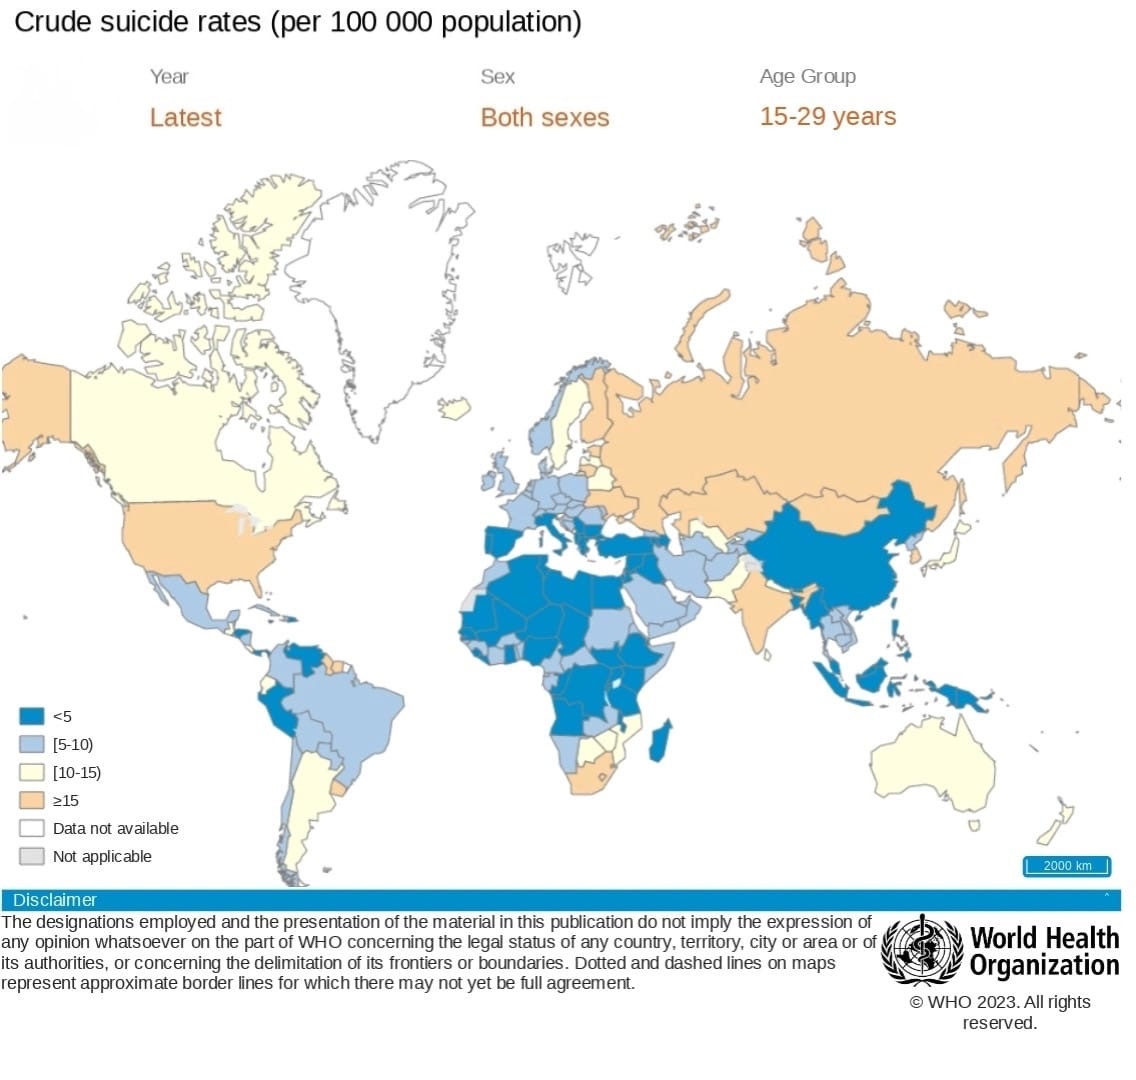 Crude suicide rates (per 100 000 population)
Year
Sex
Age Group
Latest
Both sexes
15-29 years
<5
[5-10)
[10-15)
≥15
Data not available
Not applicable
2000 km
Disclaimer
The designations employed and the presentation of the material in this publication do not imply the expression of
any opinion whatsoever on the part of WHO concerning the legal status of any country, territory, city or area or of
its authorities, or concerning the delimitation of its frontiers or boundaries. Dotted and dashed lines on maps
represent approximate border lines for which there may not yet be full agreement.
World Health
Organization
© WHO 2023. All rights
reserved.